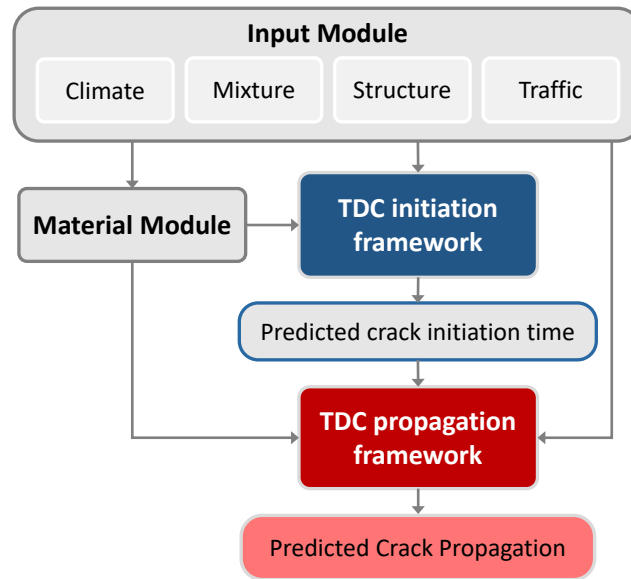 Input Module
Climate
Mixture
Structure
Traffic
Material Module
TDC initiation
framework
Predicted crack initiation time
TDC propagation
framework
Predicted Crack Propagation